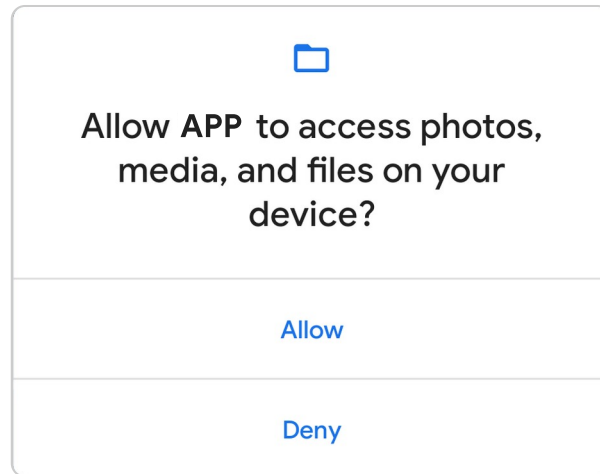 Allow APP to access photos,
media, and files on your
device?
Allow
Deny